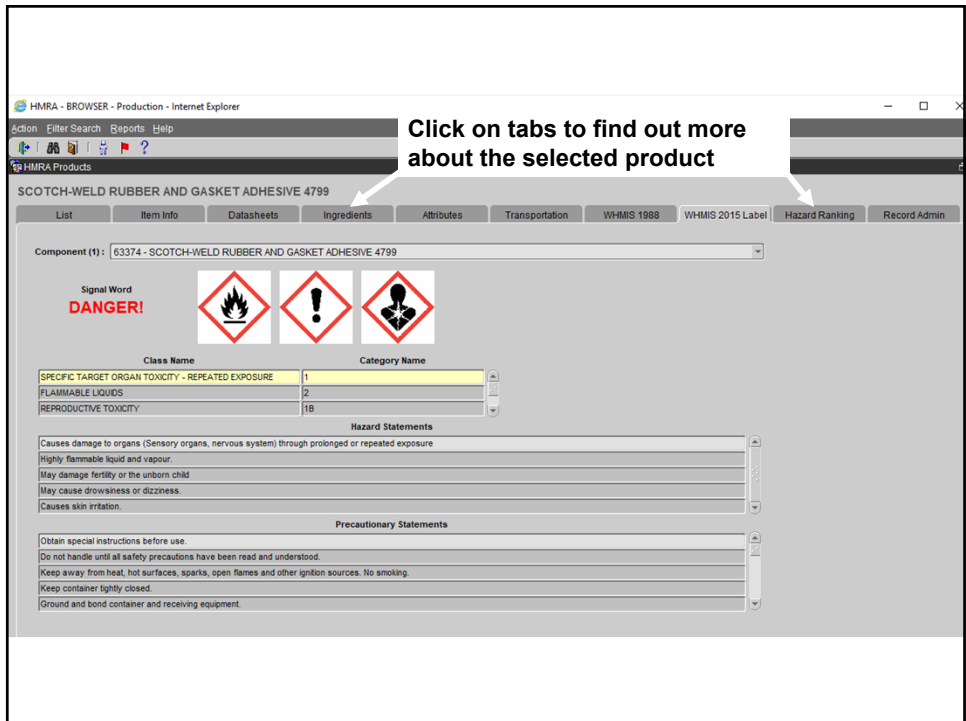 HMRA - BROWSER - Production - Internet Explorer
Action Filter Search Reports Help
Click on tabs to find out more
about the selected product
HMRA Products
SCOTCH-WELD RUBBER AND GASKET ADHESIVE 4799
List Item Info Datasheets Ingredients Attributes Transportation WHMIS 1988 WHMIS 2015 Label Hazard Ranking Record Admin
Component (1) : 63374 - SCOTCH-WELD RUBBER AND GASKET ADHESIVE 4799
Signal Word
DANGER!
Class Name Category Name
SPECIFIC TARGET ORGAN TOXICITY - REPEATED EXPOSURE 1
FLAMMABLE LIQUIDS 2
REPRODUCTIVE TOXICITY 1B
Hazard Statements
Causes damage to organs (Sensory organs, nervous system) through prolonged or repeated exposure
Highly flammable liquid and vapour.
May damage fertility or the unborn child
May cause drowsiness or dizziness.
Causes skin irritation.
Precautionary Statements
Obtain special instructions before use.
Do not handle until all safety precautions have been read and understood.
Keep away from heat, hot surfaces, sparks, open flames and other ignition sources. No smoking.
Keep container tightly closed.
Ground and bond container and receiving equipment.